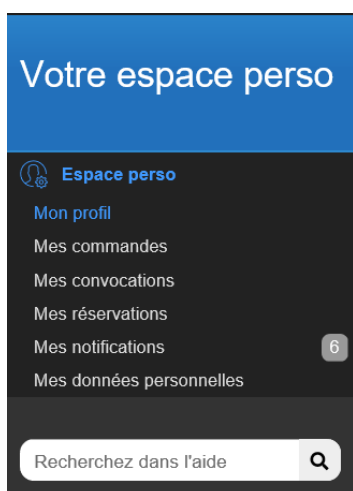 Votre espace perso
Espace perso
Mon profil
Mes commandes
Mes convocations
Mes réservations
Mes notifications 6
Mes données personnelles
Recherchez dans l'aide